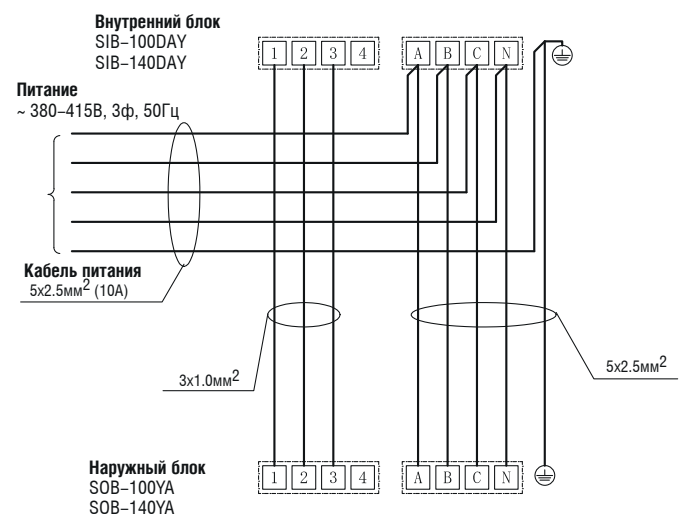 Внутренний блок
SIB–100DAY
SIB–140DAY
1 2 3 4
A B C N
Питание
~ 380–415В, 3ф, 50Гц
Кабель питания
5x2.5мм² (10A)
3x1.0мм²
5x2.5мм²
Наружный блок
SOB–100YA
SOB–140YA
1 2 3 4
A B C N